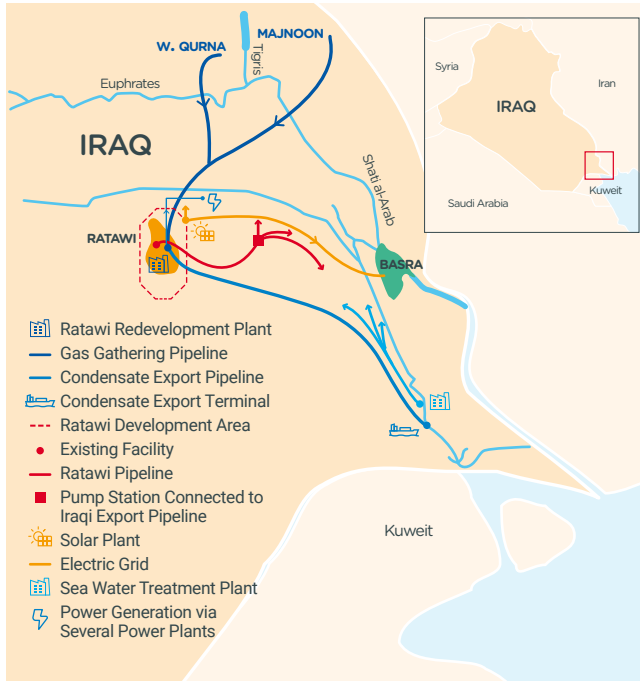 W. QURNA
MAJNOON
Tigris
Euphrates
IRAQ
Shatt al-Arab
RATAWI
BASRA
Syria
Iran
IRAQ
Kuwait
Saudi Arabia
Ratawi Redevelopment Plant
Gas Gathering Pipeline
Condensate Export Pipeline
Condensate Export Terminal
Ratawi Development Area
Existing Facility
Ratawi Pipeline
Pump Station Connected to
Iraqi Export Pipeline
Solar Plant
Electric Grid
Sea Water Treatment Plant
Power Generation via
Several Power Plants
Kuwait